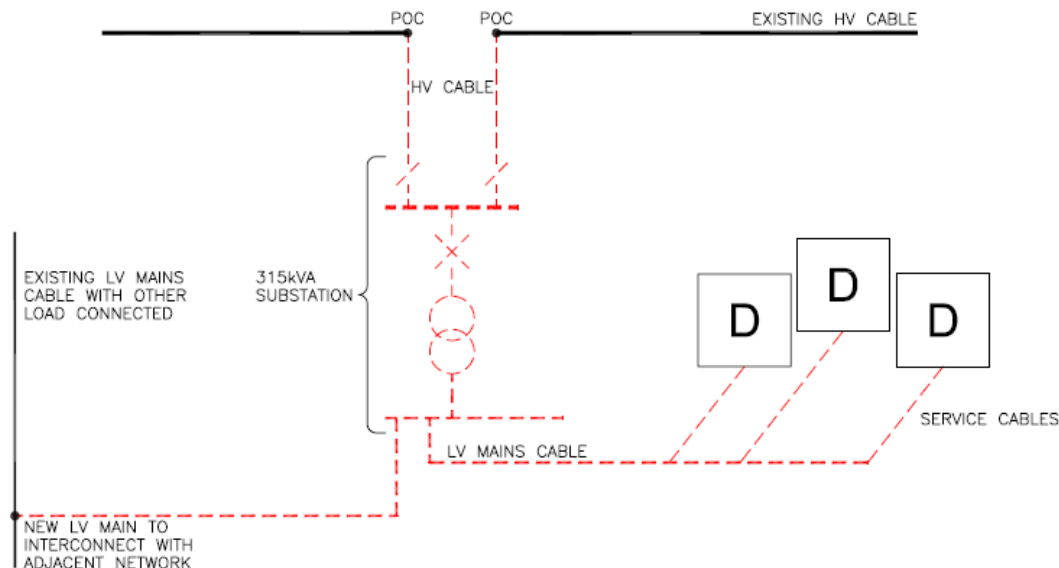 POC
POC
EXISTING HV CABLE
HV CABLE
EXISTING LV MAINS
CABLE WITH OTHER
LOAD CONNECTED
315kVA
SUBSTATION
D
D
D
SERVICE CABLES
LV MAINS CABLE
NEW LV MAIN TO
INTERCONNECT WITH
ADJACENT NETWORK